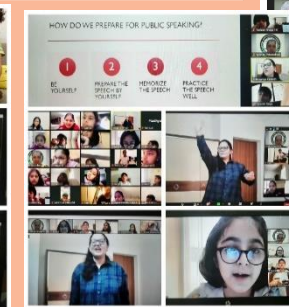 HOW DO WE PREPARE FOR PUBLIC SPEAKING?
1
2
3
4
BE
YOURSELF
PREPARE THE
SPEECH BY
YOURSELF
MEMORIZE
THE SPEECH
PRACTICE
THE SPEECH
WELL